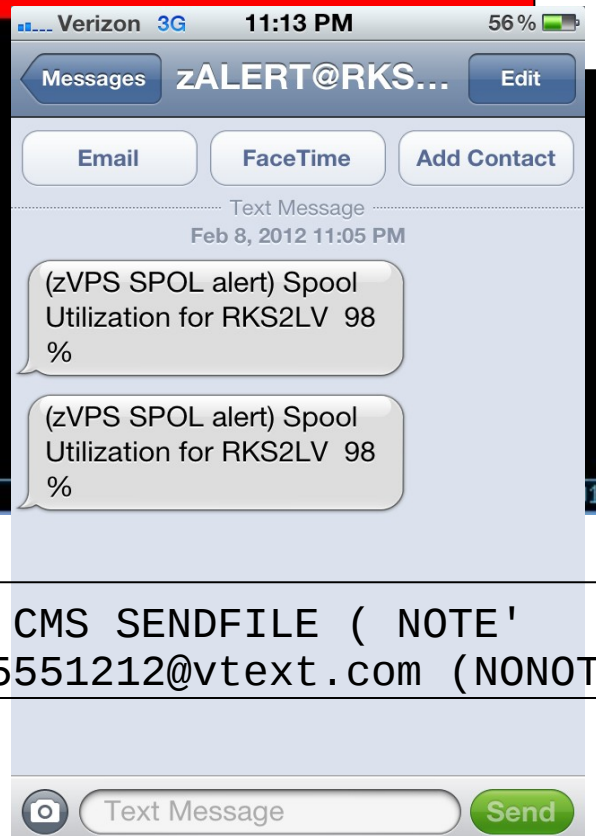 Verizon 3G 11:13 PM 56%
Messages zALERT@RKS... Edit
Email FaceTime Add Contact
Text Message
Feb 8, 2012 11:05 PM
(zVPS SPOL alert) Spool
Utilization for RKS2LV 98
%
(zVPS SPOL alert) Spool
Utilization for RKS2LV 98
%
CMS SENDFILE ( NOTE'
5551212@vtext.com (NONOT
Text Message Send